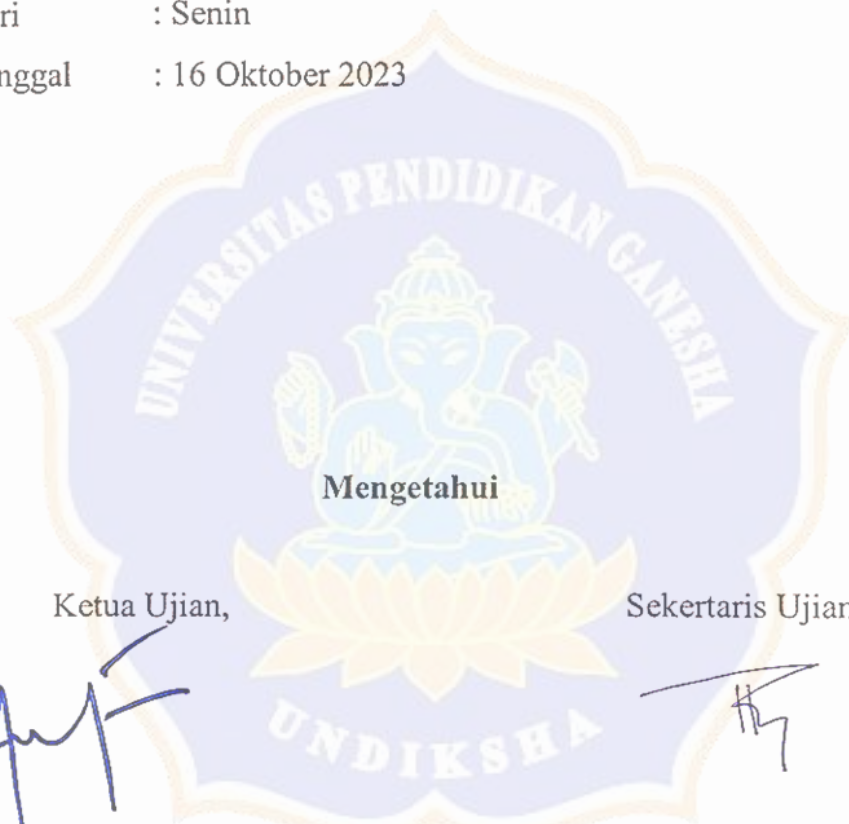 ri : Senin
nggal : 16 Oktober 2023
UNIVERSITAS PENDIDIKAN GANESHA
Mengetahui
Ketua Ujian,
Sekertaris Ujian
UNDIKSHA